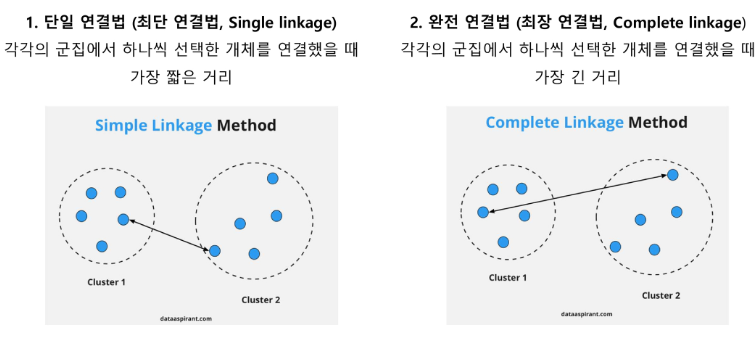 1. 단일 연결법 (최단 연결법, Single linkage)
각각의 군집에서 하나씩 선택한 개체를 연결했을 때
가장 짧은 거리
Simple Linkage Method
Cluster 1
Cluster 2
dataaspirant.com
2. 완전 연결법 (최장 연결법, Complete linkage)
각각의 군집에서 하나씩 선택한 개체를 연결했을 때
가장 긴 거리
Complete Linkage Method
Cluster 1
Cluster 2
dataaspirant.com